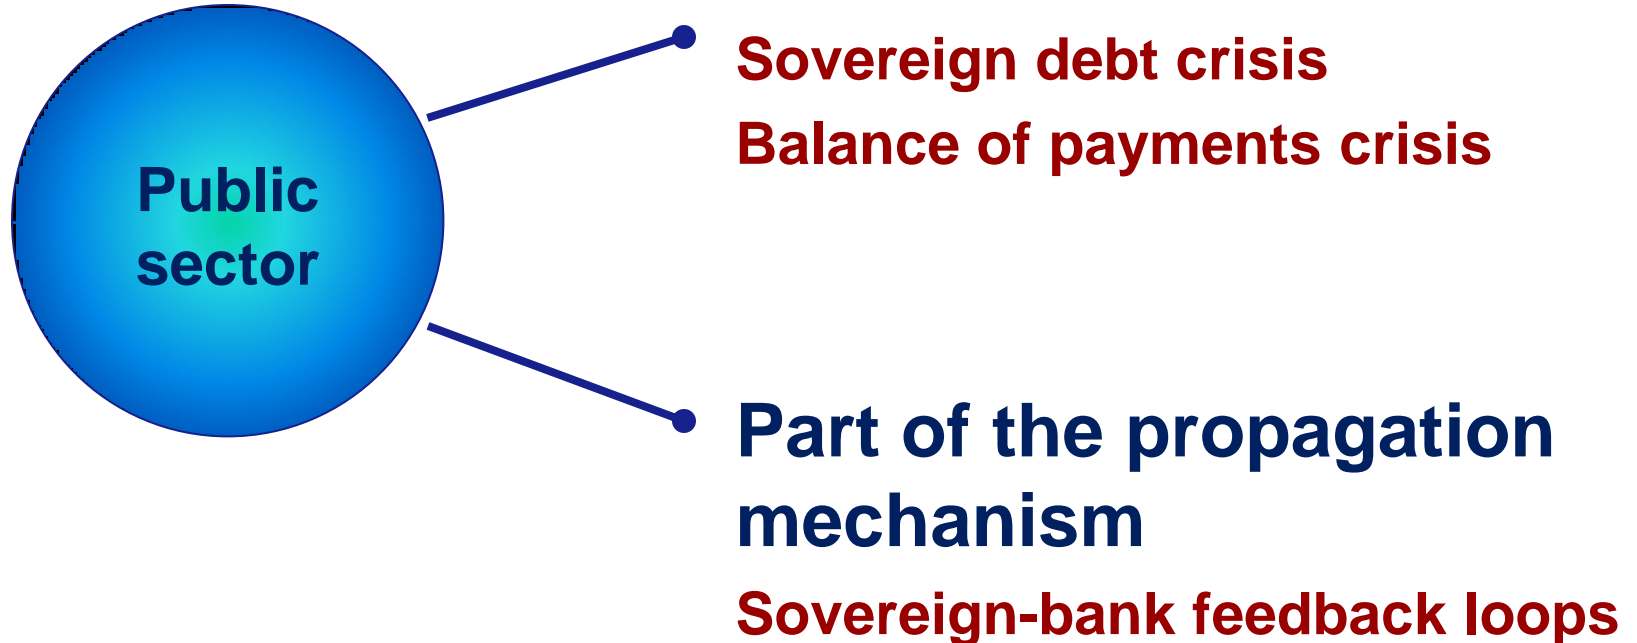 Public
sector
Sovereign debt crisis
Balance of payments crisis
Part of the propagation
mechanism
Sovereign-bank feedback loops